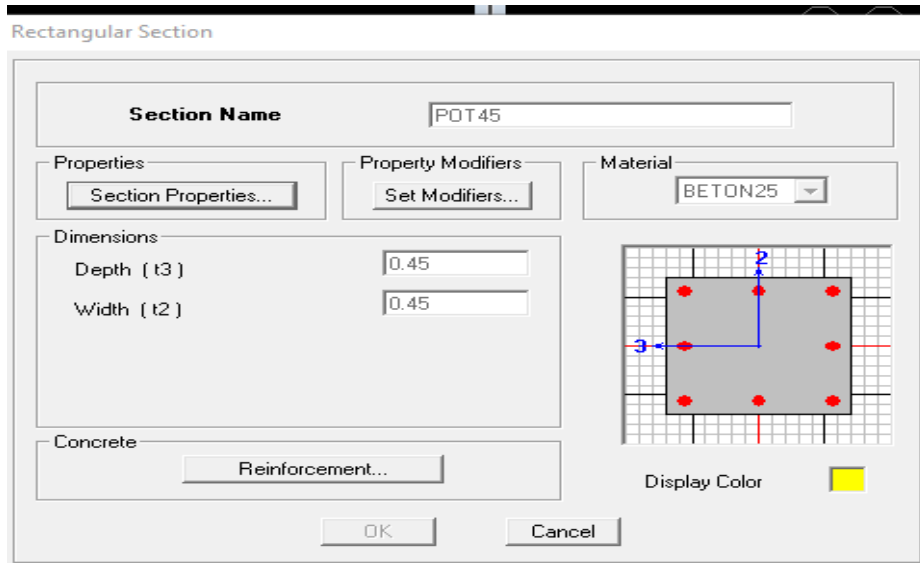 Rectangular Section
Section Name POT45
Properties Property Modifiers Material
Section Properties... Set Modifiers... BETON25
Dimensions
Depth ( t3 ) 0.45
Width ( t2 ) 0.45
2
3
Concrete
Reinforcement...
Display Color
OK Cancel